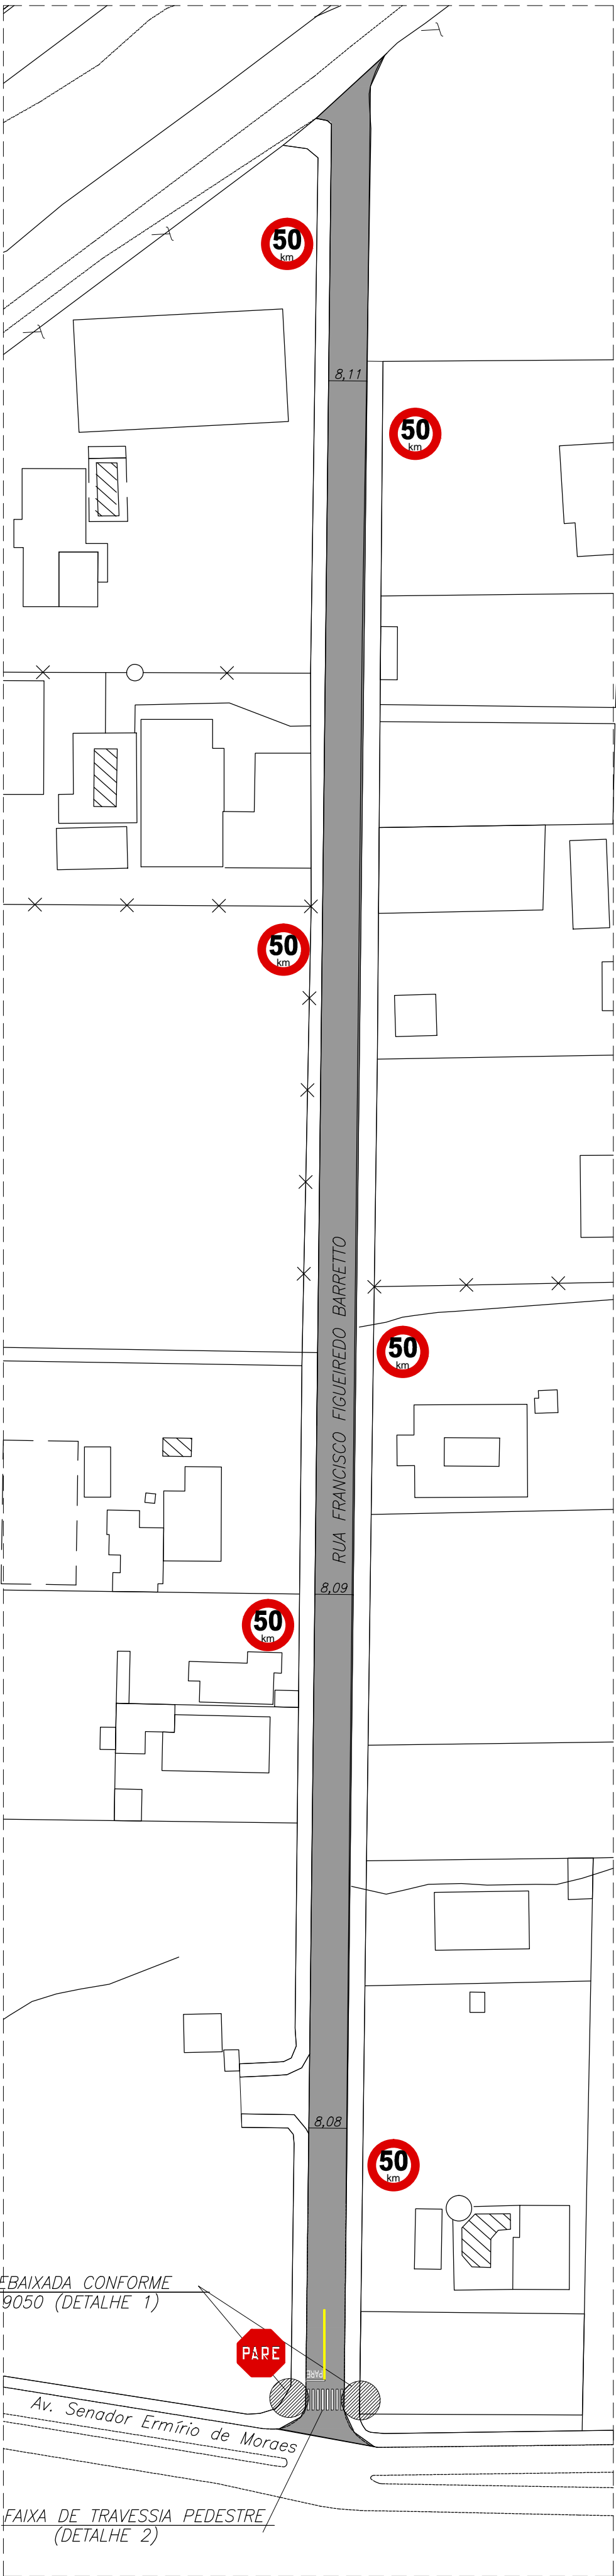 50
km
8,11
50
km
50
km
RUA FRANCISCO FIGUEIREDO BARRETTO
50
km
8,09
50
km
8,08
50
km
EBAIXADA CONFORME
9050 (DETALHE 1)
PARE
PARE
Av. Senador Ermírio de Moraes
FAIXA DE TRAVESSIA PEDESTRE
(DETALHE 2)